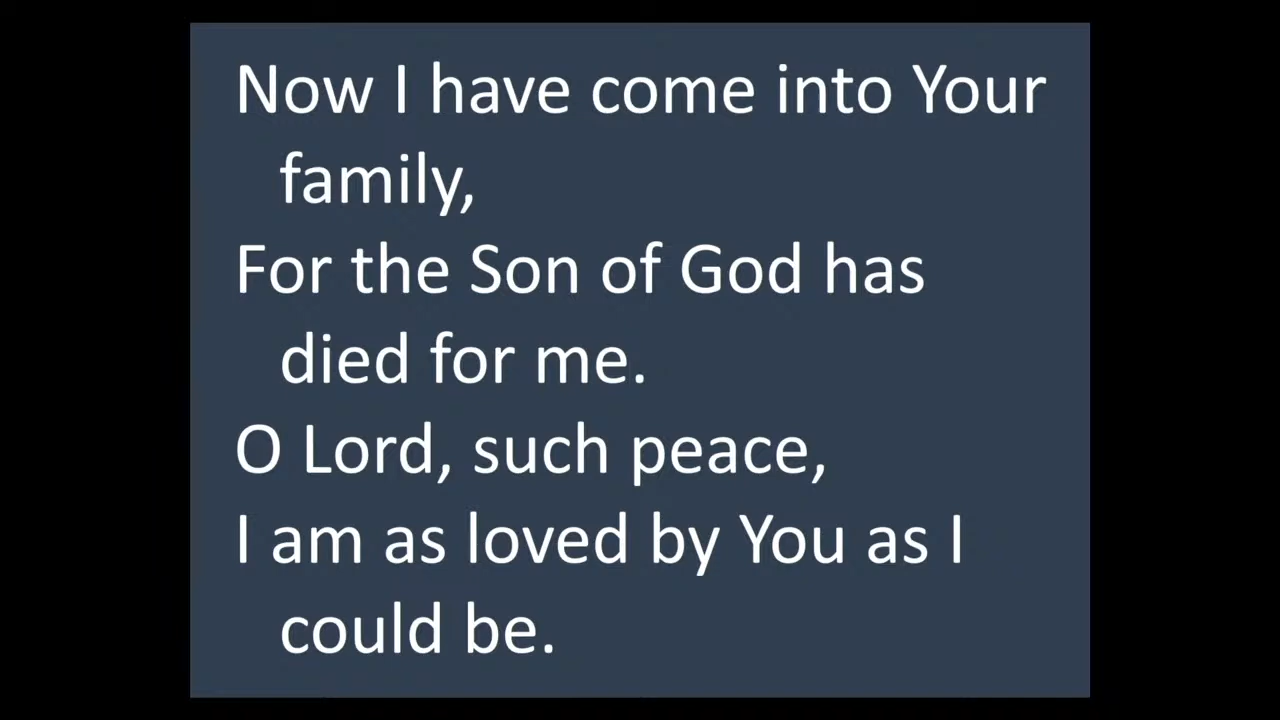 Now I have come into Your
family,
For the Son of God has
died for me.
O Lord, such peace,
I am as loved by You as I
could be.